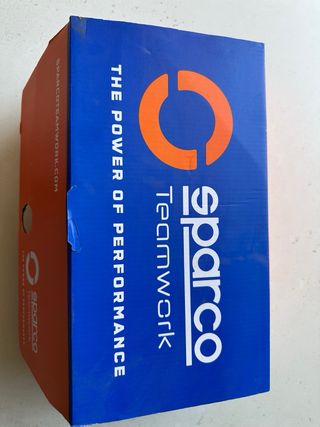 sparco
Teamwork
THE POWER OF PERFORMANCE
SPARCOTEAMWORK.COM
sparco